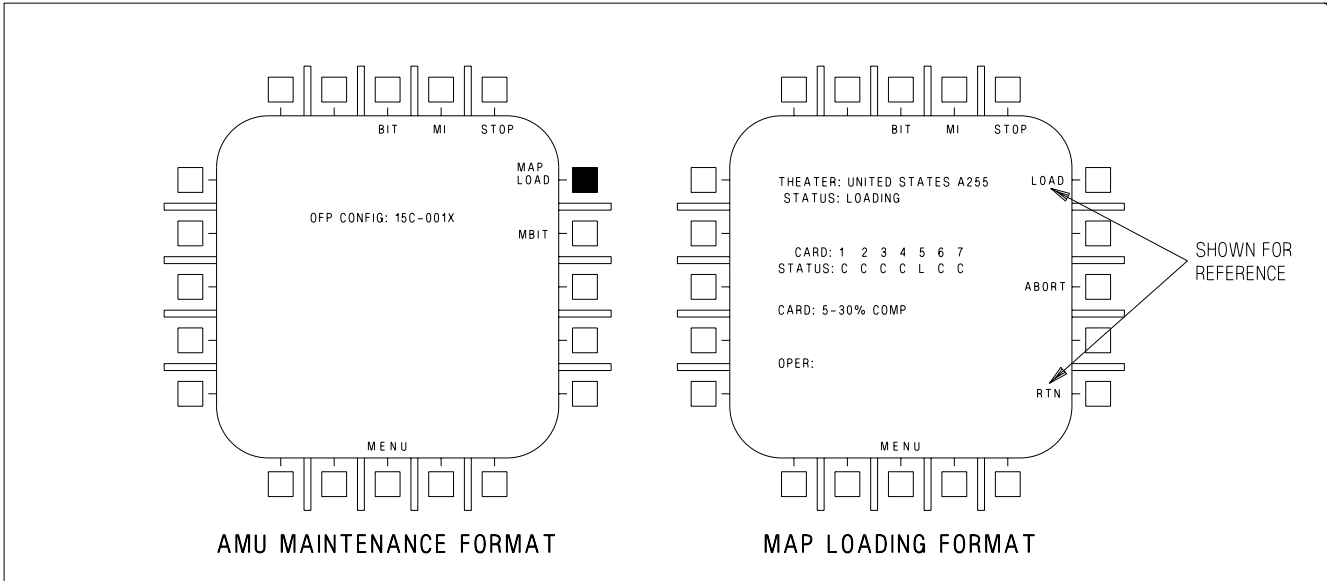 BIT MI STOP
MAP
LOAD
OFP CONFIG: 15C-001X
MBIT
MENU
AMU MAINTENANCE FORMAT
BIT MI STOP
THEATER: UNITED STATES A255
STATUS: LOADING
LOAD
CARD: 1 2 3 4 5 6 7
STATUS: C C C C L C C
ABORT
CARD: 5-30% COMP
OPER:
RTN
MENU
MAP LOADING FORMAT
SHOWN FOR
REFERENCE